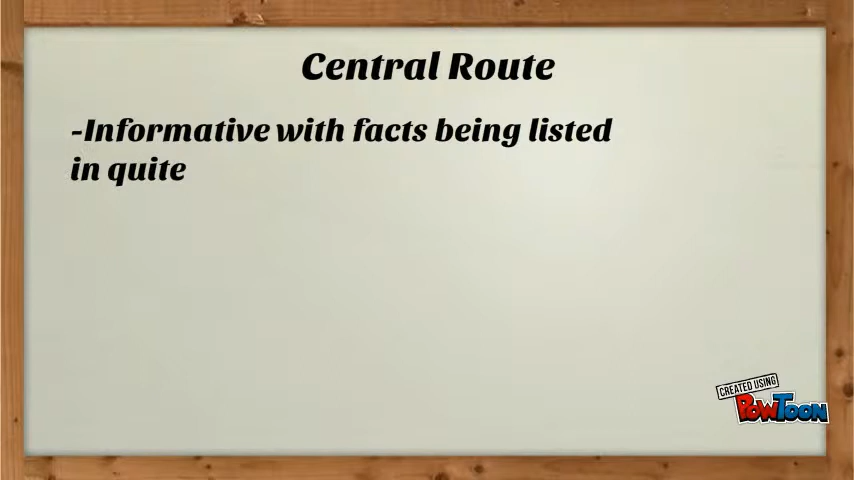 Central Route
-Informative with facts being listed
in quite
CREATED USING
PowToon